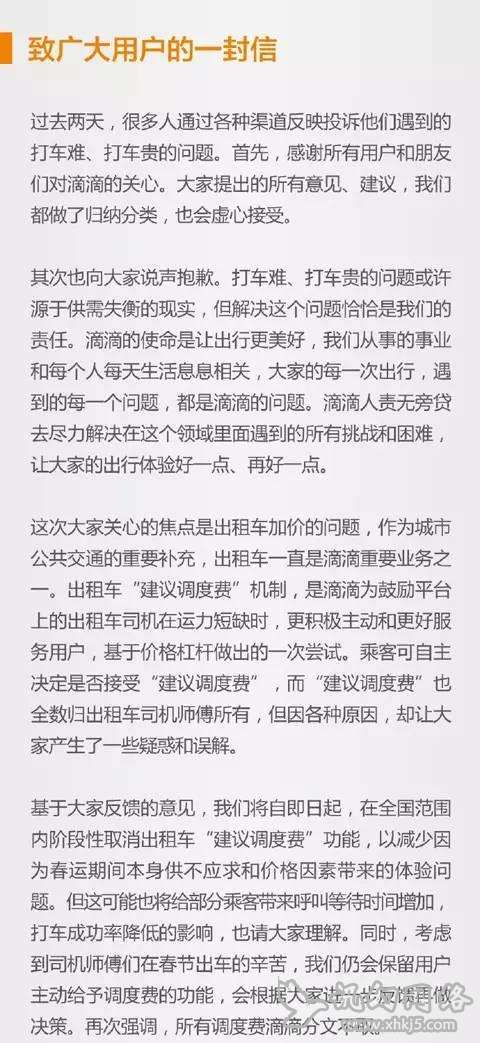 致广大用户的一封信
过去两天，很多人通过各种渠道反映投诉他们遇到的
打车难、打车贵的问题。首先，感谢所有用户和朋友
们对滴滴的关心。大家提出的所有意见、建议，我们
都做了归纳分类，也会虚心接受。
其次也向大家说声抱歉。打车难、打车贵的问题或许
源于供需失衡的现实，但解决这个问题恰恰是我们的
责任。滴滴的使命是让出行更美好，我们从事的事业
和每个人每天生活息息相关，大家的每一次出行，遇
到的每一个问题，都是滴滴的问题。滴滴人责无旁贷
去尽力解决在这个领域里面遇到的所有挑战和困难，
让大家的出行体验好一点、再好一点。
这次大家关心的焦点是出租车加价的问题，作为城市
公共交通的重要补充，出租车一直是滴滴重要业务之
一。出租车“建议调度费”机制，是滴滴为鼓励平台
上的出租车司机在运力短缺时，更积极主动和更好服
务用户，基于价格杠杆做出的一次尝试。乘客可自主
决定是否接受“建议调度费”，而“建议调度费”也
全数归出租车司机师傅所有，但因各种原因，却让大
家产生了一些疑惑和误解。
基于大家反馈的意见，我们将自即日起，在全国范围
内阶段性取消出租车“建议调度费”功能，以减少因
为春运期间本身供不应求和价格因素带来的体验问
题。但这可能也将给部分乘客带来呼叫等待时间增加，
打车成功率降低的影响，也请大家理解。同时，考虑
到司机师傅们在春节出车的辛苦，我们仍会保留用户
主动给予调度费的功能，会根据大家进一步反馈再做
决策。再次强调，所有调度费滴滴分文不取。
www.xhkj5.com